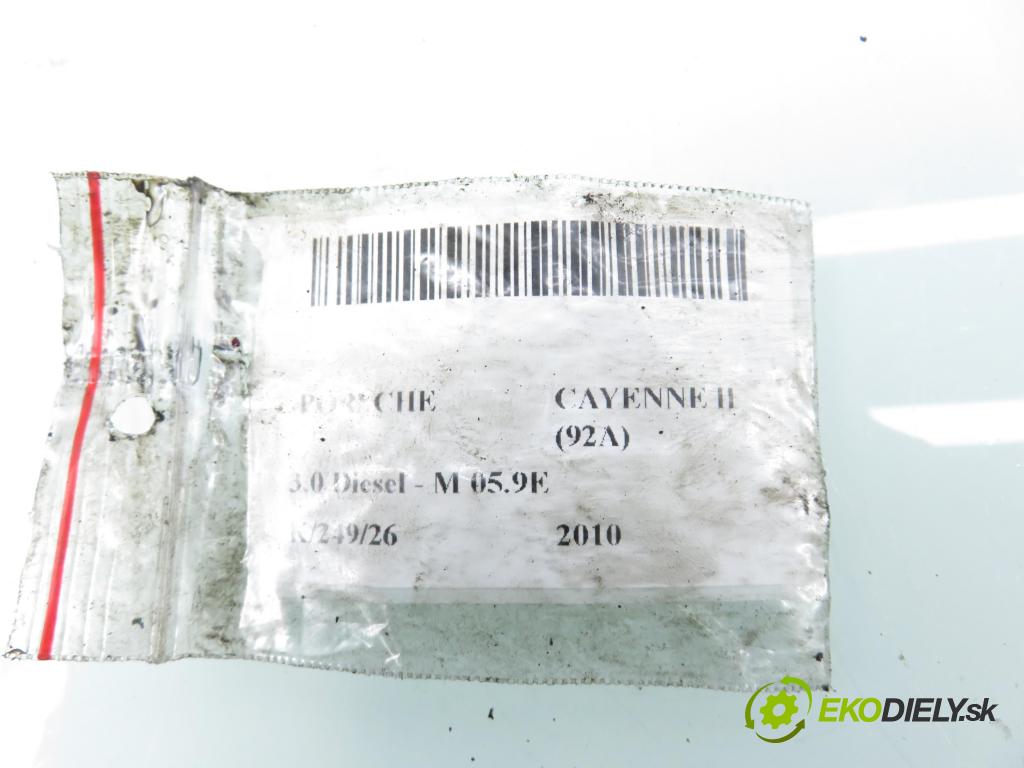 PORSCHE CAYENNE II
(92A)
3.0 Diesel - M 05.9E
K/249/26 2010
EKODIELY.sk